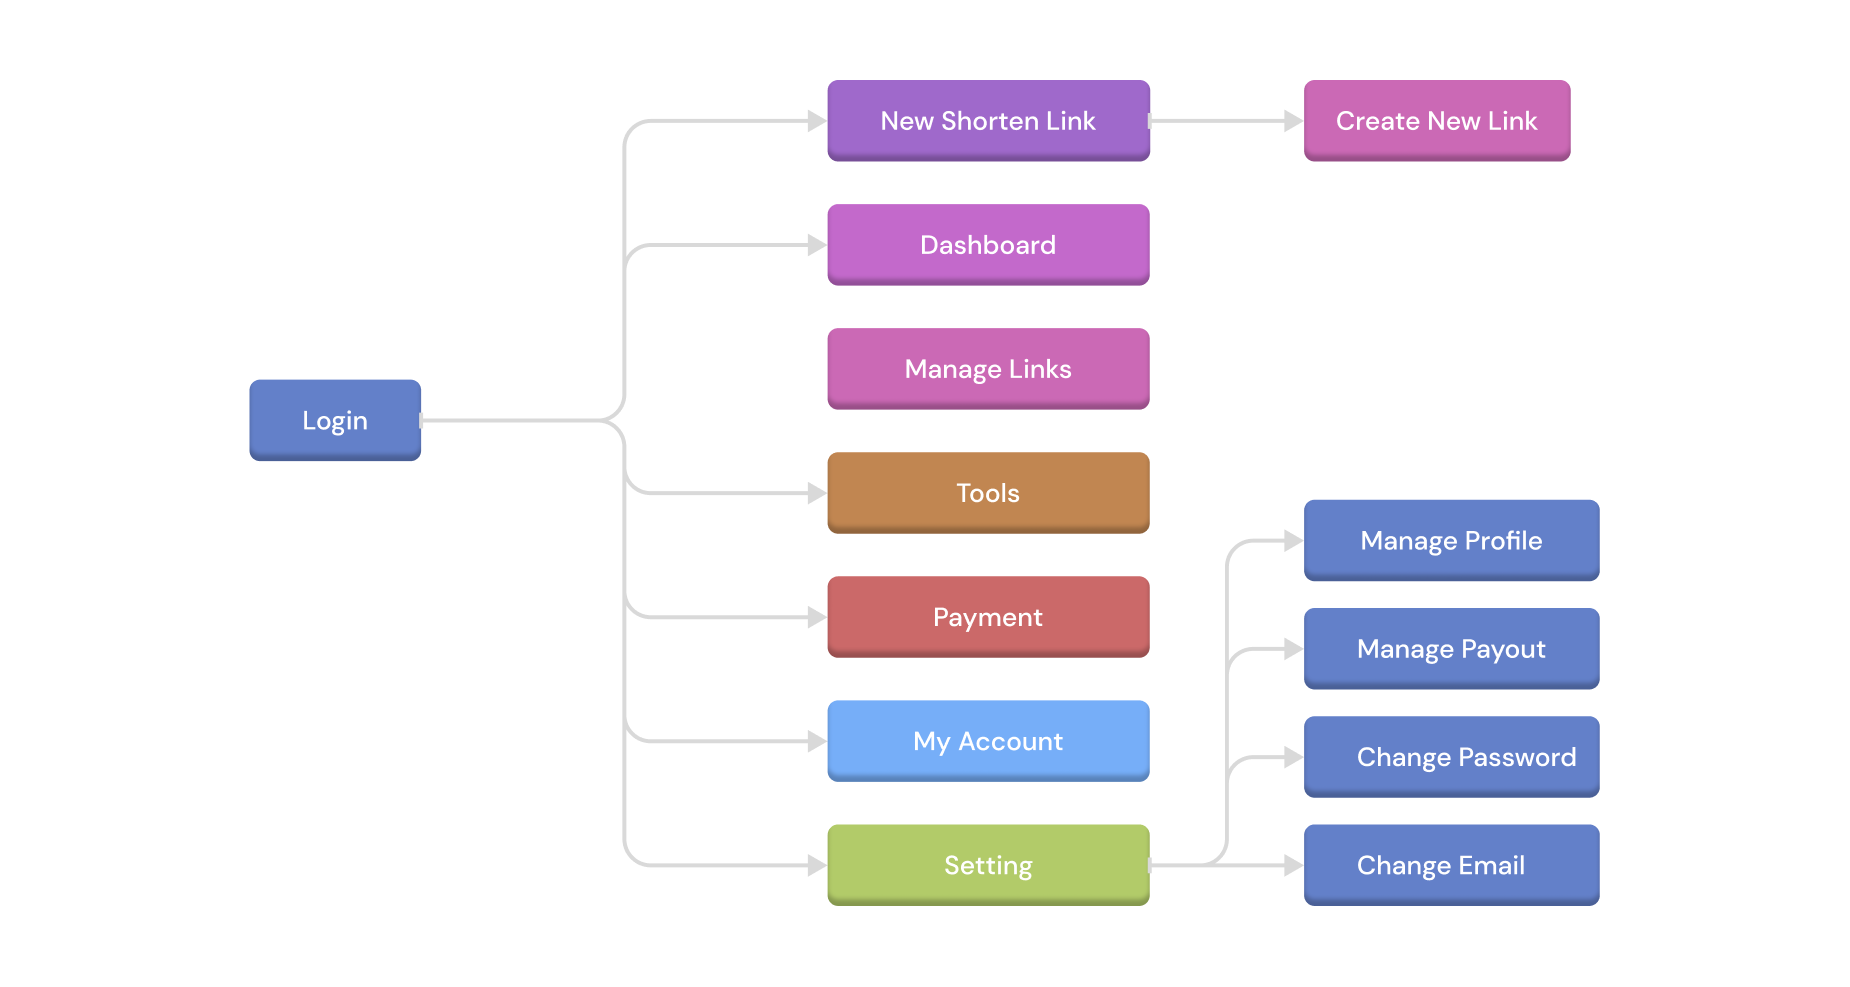 Login
New Shorten Link
Create New Link
Dashboard
Manage Links
Tools
Payment
My Account
Setting
Manage Profile
Manage Payout
Change Password
Change Email